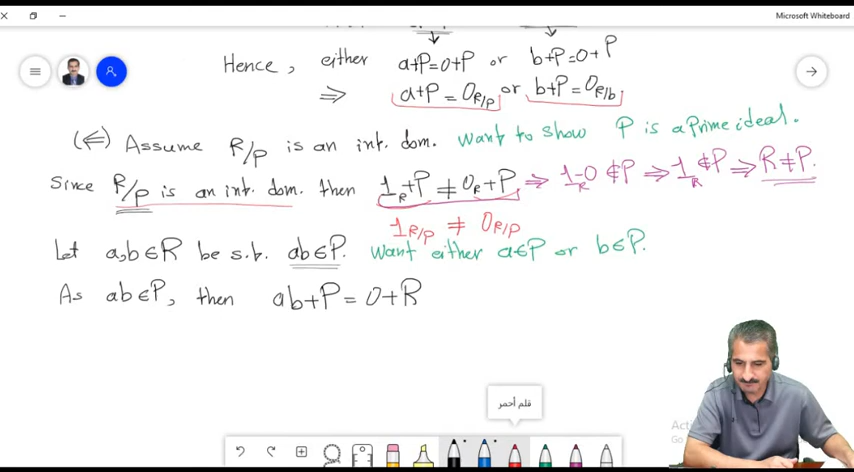 Microsoft Whiteboard
Hence, either a+P=0+P or b+P=0+P
⇒ a+P=0R/P or b+P=0R/b
(⇐) Assume R/P is an int. dom. want to show P is a prime ideal.
Since R/P is an int. dom. then 1R+P≠0R+P ⇒ 1R-0∉P ⇒ 1R∉P ⇒ R≠P.
1R/P ≠ 0R/P
Let a,b∈R be s.t. ab∈P. Want either a∈P or b∈P.
As ab∈P, then ab+P=0+R
قلم أحمر
Act
Go